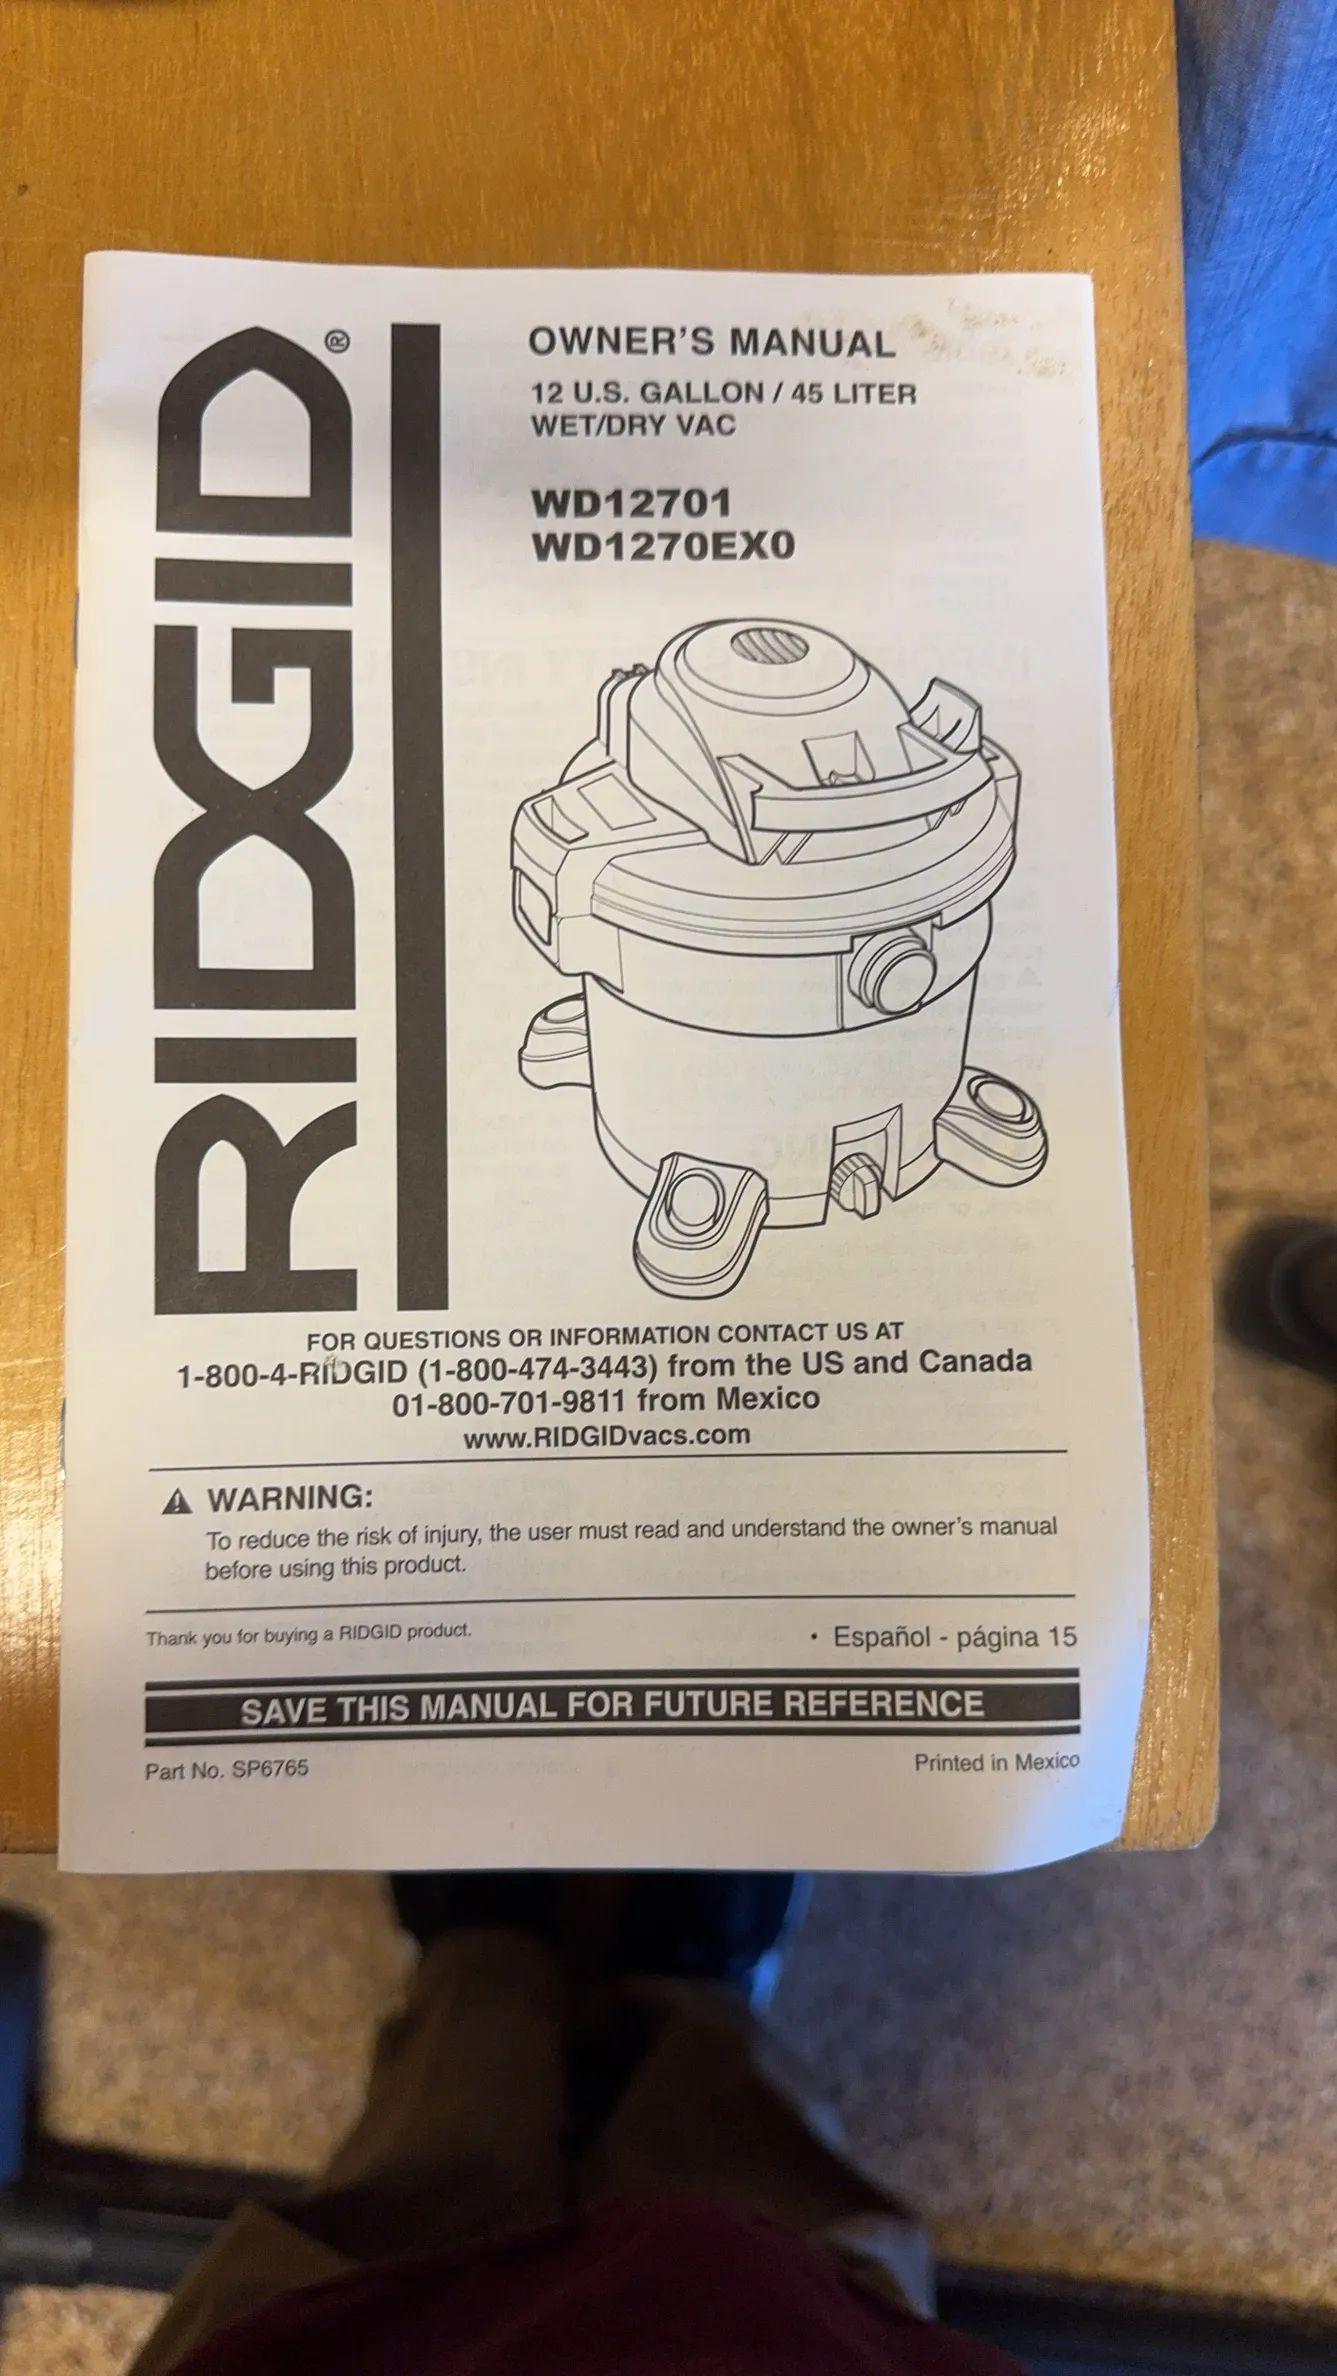 RIDGID®
OWNER'S MANUAL
12 U.S. GALLON / 45 LITER
WET/DRY VAC
WD12701
WD1270EX0
FOR QUESTIONS OR INFORMATION CONTACT US AT
1-800-4-RIDGID (1-800-474-3443) from the US and Canada
01-800-701-9811 from Mexico
www.RIDGIDvacs.com
WARNING:
To reduce the risk of injury, the user must read and understand the owner's manual
before using this product.
Thank you for buying a RIDGID product.
• Español - página 15
SAVE THIS MANUAL FOR FUTURE REFERENCE
Part No. SP6765
Printed in Mexico